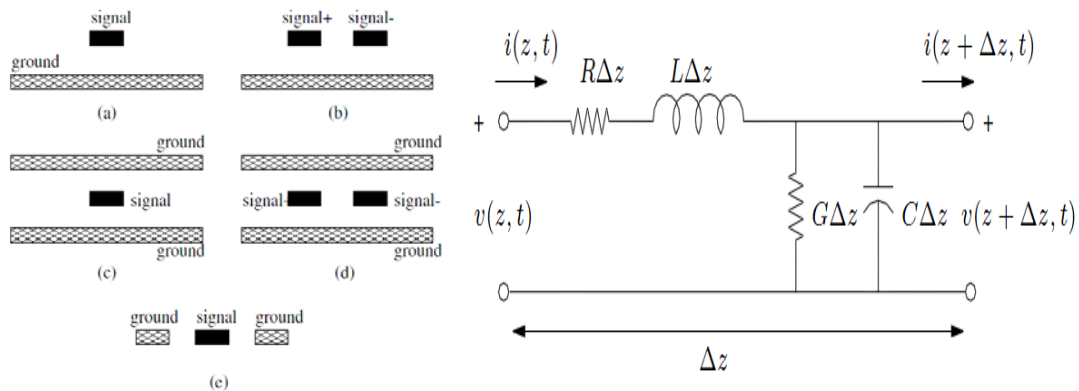 signal
ground
(a)
signal+ signal-
(b)
ground
signal
ground
(c)
ground
signal- signal-
ground
(d)
ground signal ground
(e)
i(z, t)
i(z + Δz, t)
RΔz
LΔz
+
+
v(z, t)
GΔz
CΔz
v(z + Δz, t)
Δz